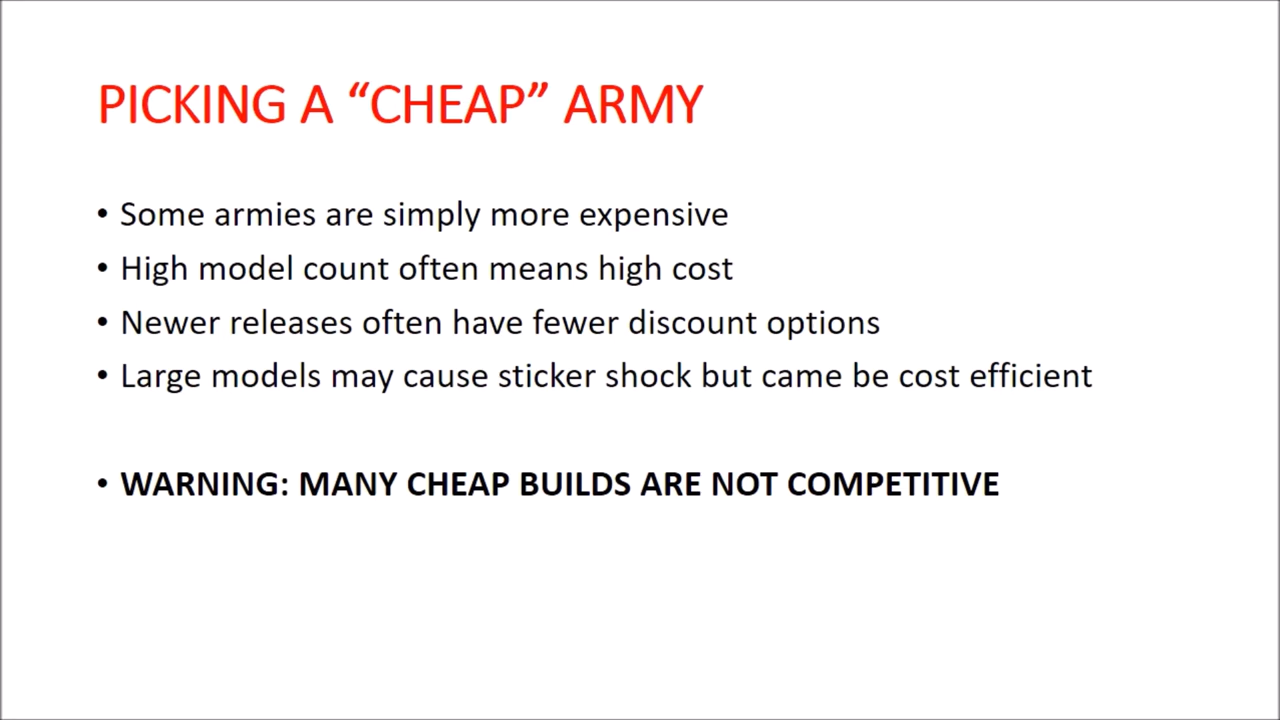 PICKING A “CHEAP” ARMY
• Some armies are simply more expensive
• High model count often means high cost
• Newer releases often have fewer discount options
• Large models may cause sticker shock but came be cost efficient
• WARNING: MANY CHEAP BUILDS ARE NOT COMPETITIVE